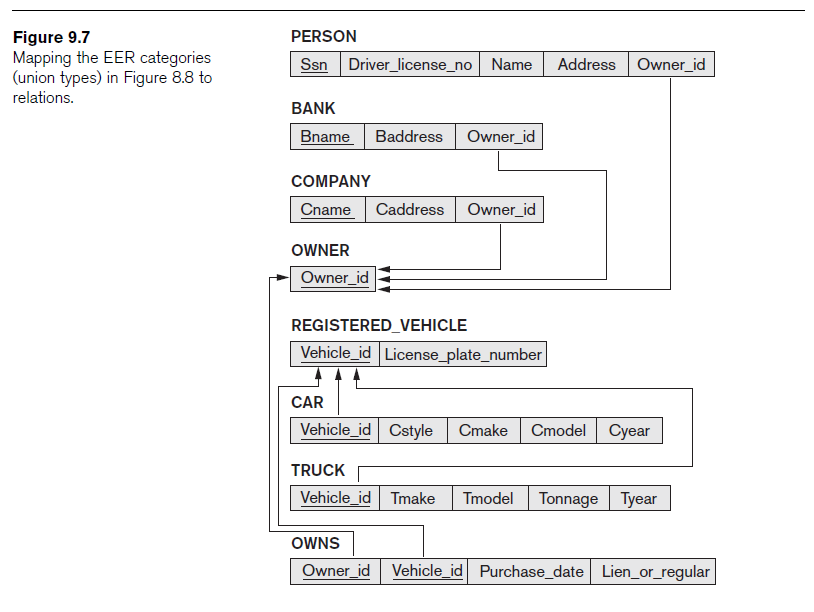 Figure 9.7
Mapping the EER categories
(union types) in Figure 8.8 to
relations.
PERSON
Ssn Driver_license_no Name Address Owner_id
BANK
Bname Baddress Owner_id
COMPANY
Cname Caddress Owner_id
OWNER
Owner_id
REGISTERED_VEHICLE
Vehicle_id License_plate_number
CAR
Vehicle_id Cstyle Cmake Cmodel Cyear
TRUCK
Vehicle_id Tmake Tmodel Tonnage Tyear
OWNS
Owner_id Vehicle_id Purchase_date Lien_or_regular